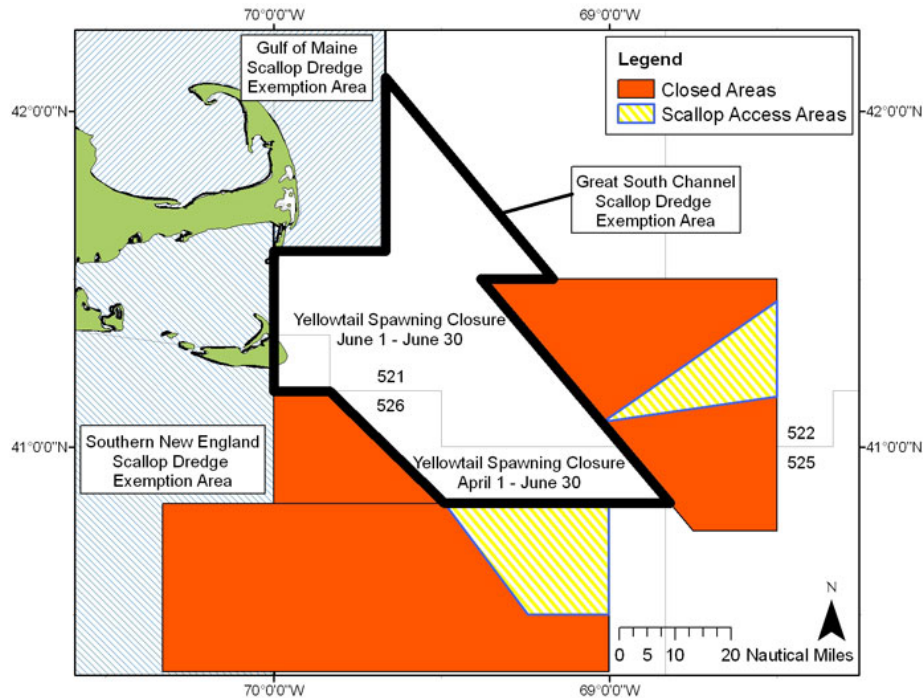 70°0'0"W
69°0'0"W
Gulf of Maine
Scallop Dredge
Exemption Area
Legend
Closed Areas
Scallop Access Areas
42°0'0"N
42°0'0"N
Great South Channel
Scallop Dredge
Exemption Area
Yellowtail Spawning Closure
June 1 - June 30
521
526
522
525
41°0'0"N
41°0'0"N
Southern New England
Scallop Dredge
Exemption Area
Yellowtail Spawning Closure
April 1 - June 30
N
0 5 10 20 Nautical Miles
70°0'0"W
69°0'0"W